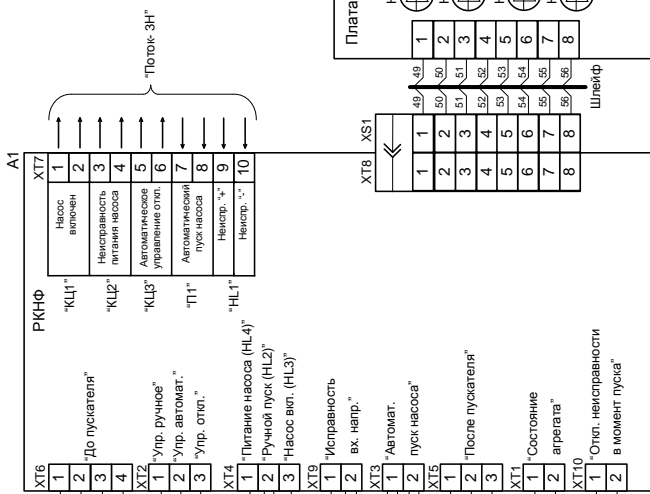 A1
РКНФ
XT7
1
2
3
4
5
6
7
8
9
10
Насос
включен
Неисправность
питания насоса
Автоматическое
управление откл.
Автоматический
пуск насоса
Неиспр. "+"
Неиспр. "-"
"КЦ1"
"КЦ2"
"КЦ3"
"П1"
"HL1"
"Поток- 3Н"
XT6
1
2
3
4
"До пускателя"
XT2
1 "Упр. ручное"
2 "Упр. автомат."
3 "Упр. откл."
XT4
1 "Питание насоса (HL4)"
2 "Ручной пуск (HL2)"
3 "Насос вкл. (HL3)"
XT9
1 "Исправность
2 вх. напр."
XT3
1 "Автомат.
2 пуск насоса"
XT5
1
2
3
"После пускателя"
XT1
1 "Состояние
2 агрегата"
XT10
1 "Откл. неисправности
2 в момент пуска"
XT8
XS1
1 1 49 49 1
2 2 50 50 2
3 3 51 51 3
4 4 52 52 4
5 5 53 53 5
6 6 54 54 6
7 7 55 55 7
8 8 56 56 8
Шлейф
Плата